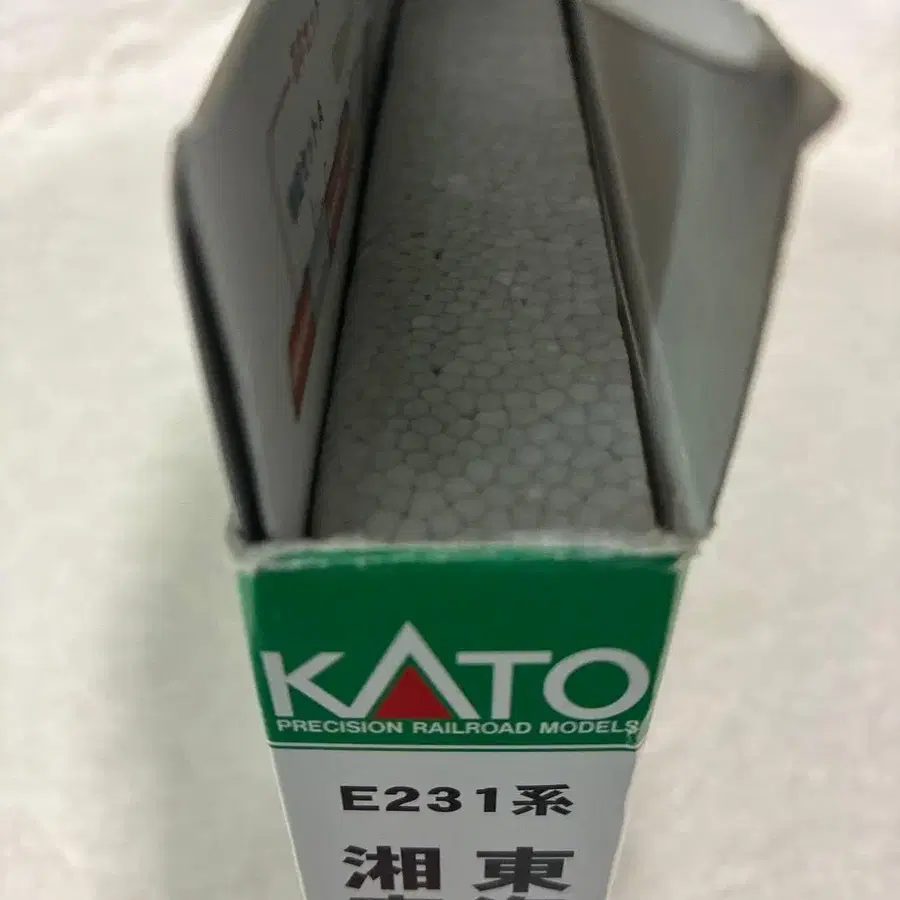 KATO
PRECISION RAILROAD MODELS
E231系
湘 東